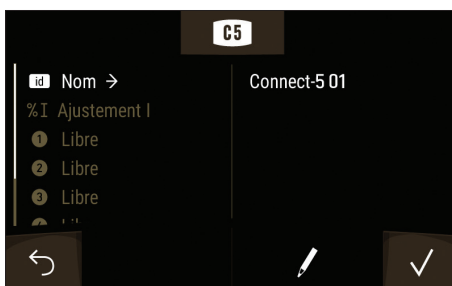 C5
id Nom →
%I Ajustement I
1 Libre
2 Libre
3 Libre
Connect-5 01